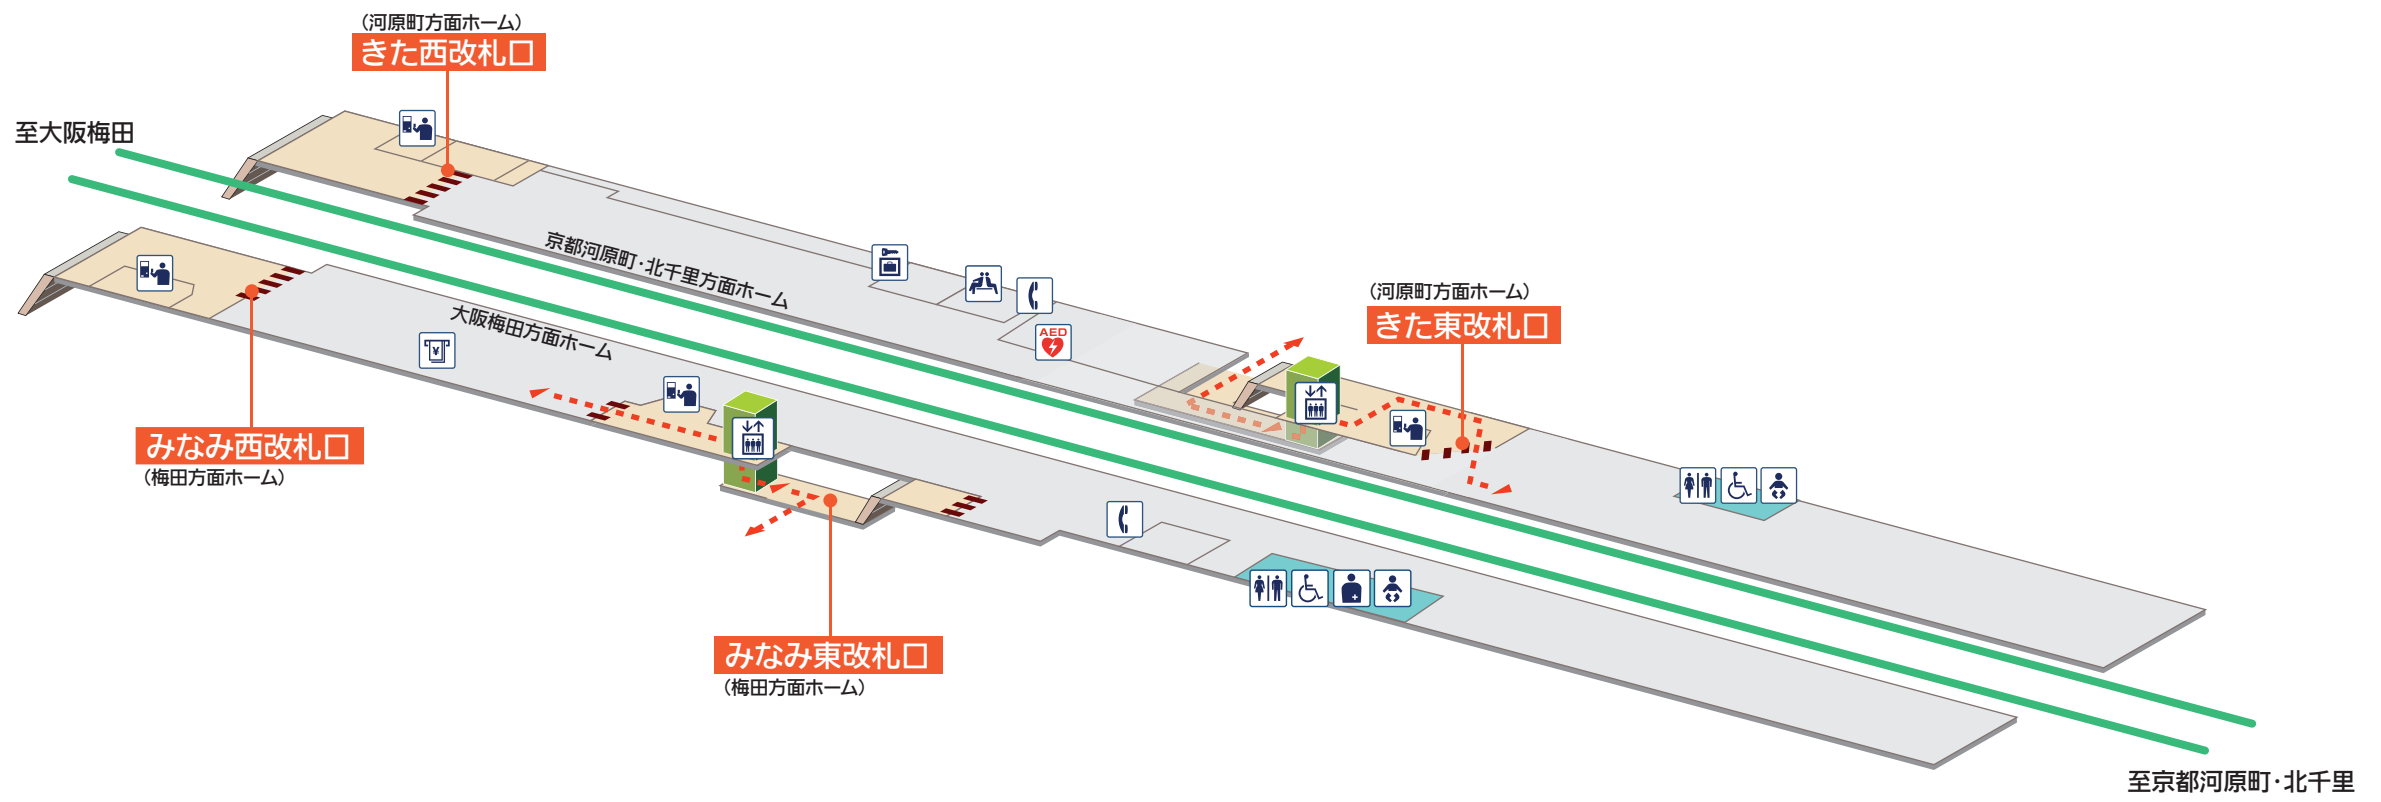 (河原町方面ホーム)
きた西改札口
至大阪梅田
京都河原町・北千里方面ホーム
大阪梅田方面ホーム
AED
(河原町方面ホーム)
きた東改札口
¥
みなみ西改札口
(梅田方面ホーム)
みなみ東改札口
(梅田方面ホーム)
至京都河原町・北千里